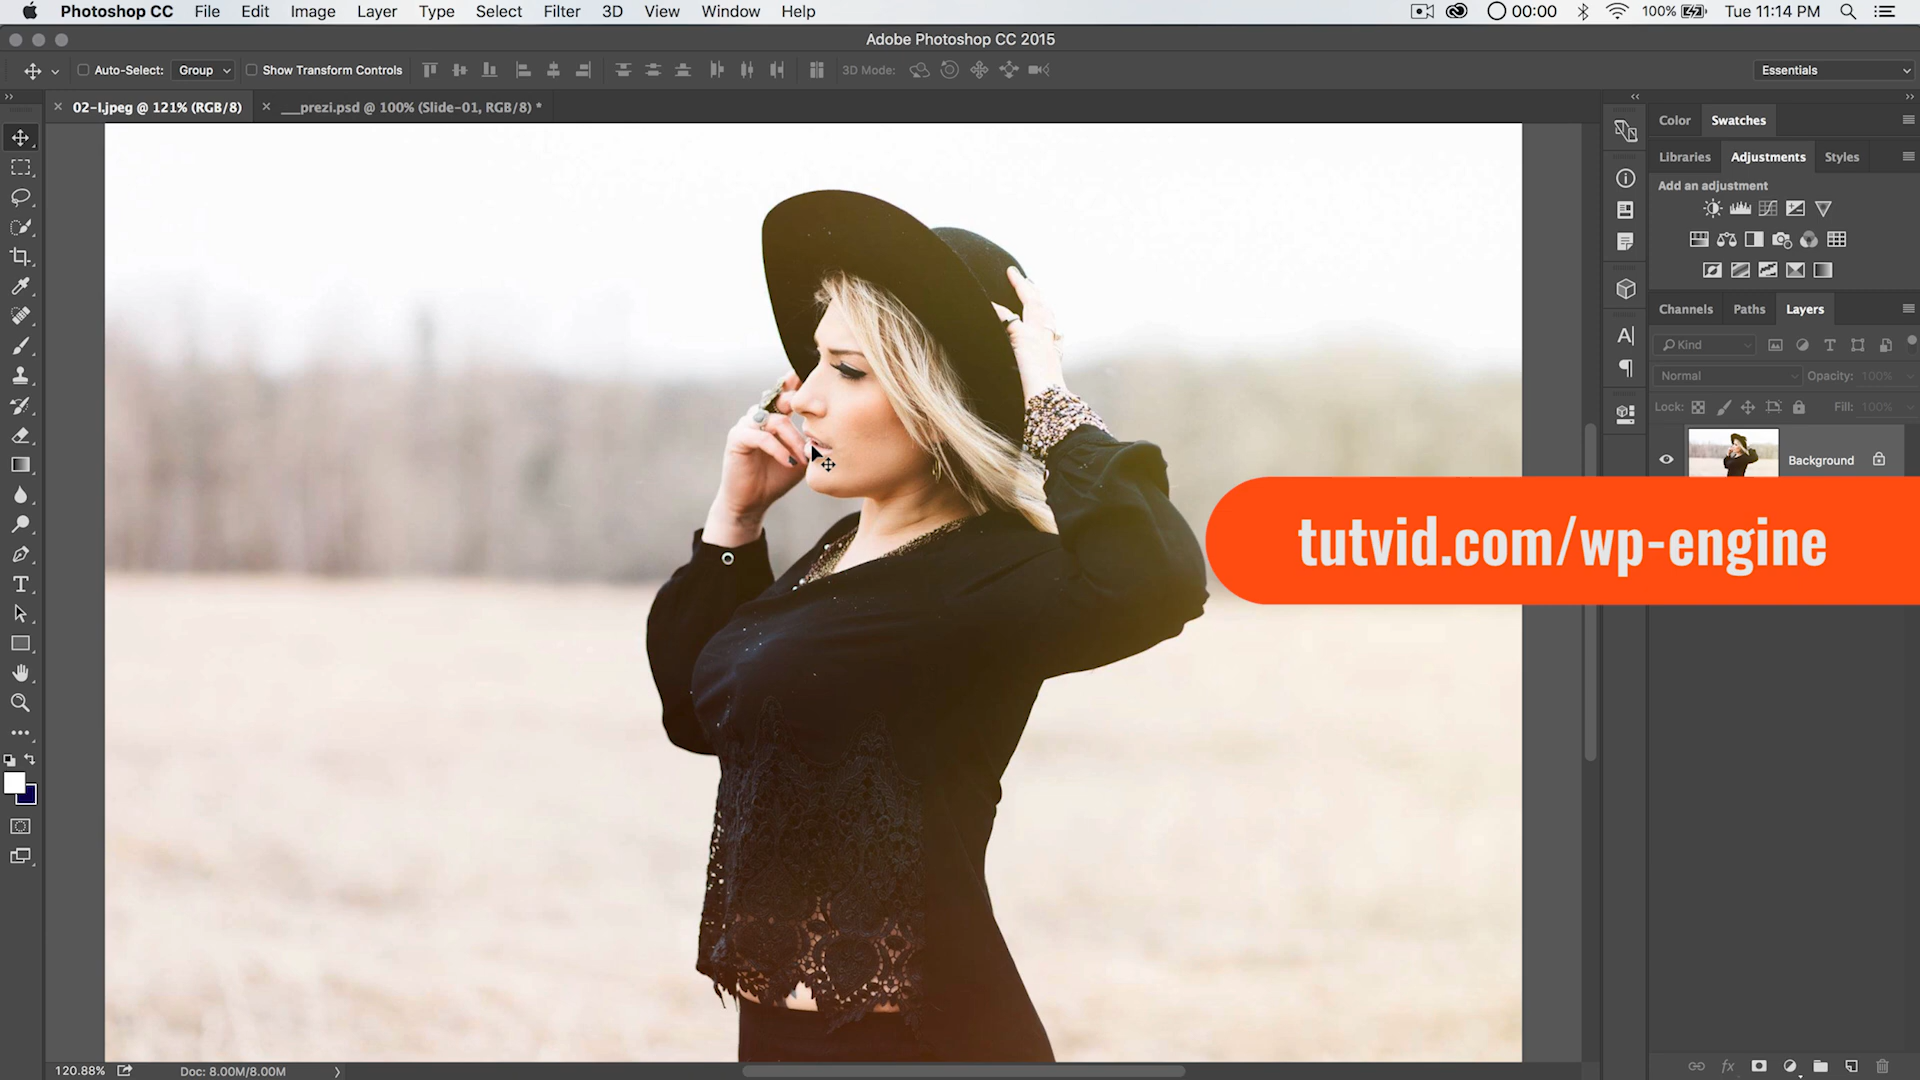 Photoshop CC File Edit Image Layer Type Select Filter 3D View Window Help 00:00 100% Tue 11:14 PM
Adobe Photoshop CC 2015
Auto-Select: Group Show Transform Controls 3D Mode: Essentials
02-l.jpeg @ 121% (RGB/8) __prezi.psd @ 100% (Slide-01, RGB/8) *
Color Swatches
Libraries Adjustments Styles
Add an adjustment
Channels Paths Layers
Kind
Normal Opacity: 100%
Lock: Fill: 100%
Background
tutvid.com/wp-engine
120.88% Doc: 8.00M/8.00M